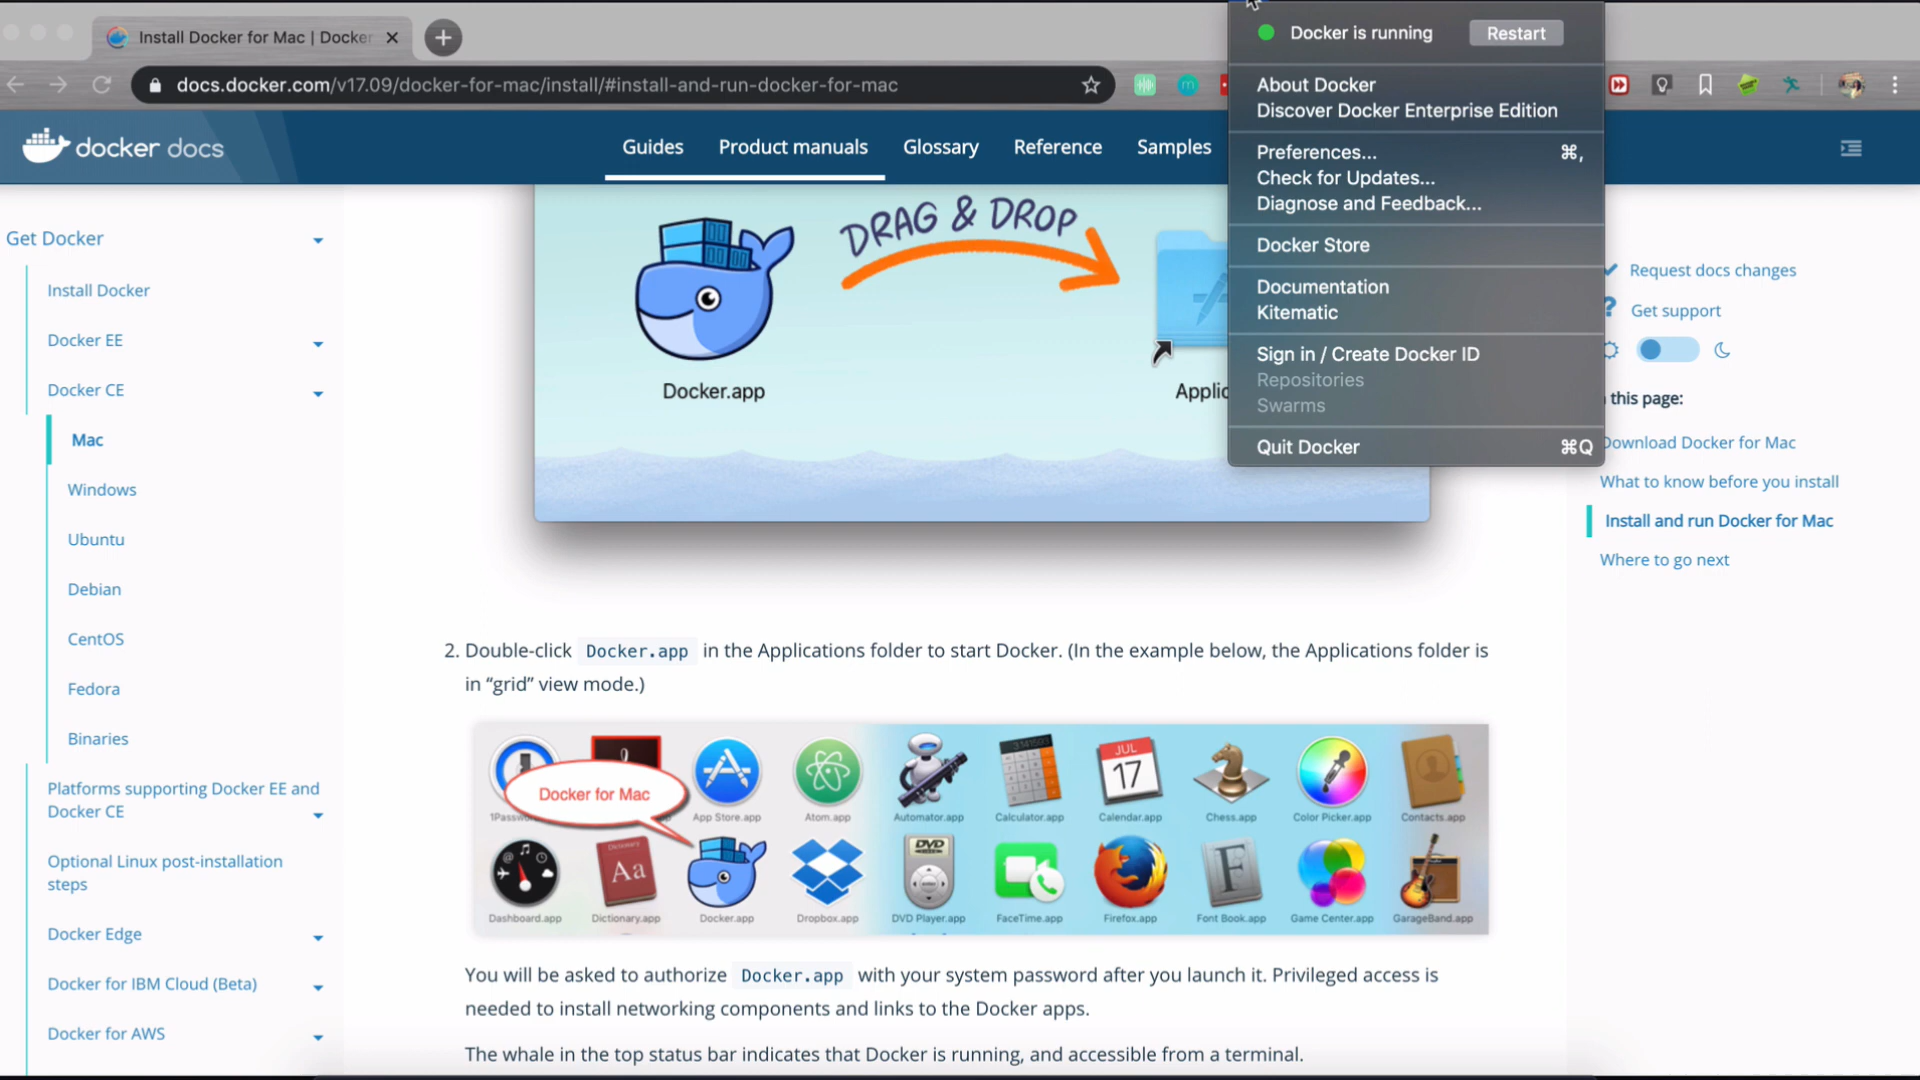 Install Docker for Mac | Docker
docs.docker.com/v17.09/docker-for-mac/install/#install-and-run-docker-for-mac
docker docs
Guides
Product manuals
Glossary
Reference
Samples
Docker is running
Restart
About Docker
Discover Docker Enterprise Edition
Preferences... ⌘,
Check for Updates...
Diagnose and Feedback...
Docker Store
Documentation
Kitematic
Sign in / Create Docker ID
Repositories
Swarms
Quit Docker ⌘Q
Get Docker
Install Docker
Docker EE
Docker CE
Mac
Windows
Ubuntu
Debian
CentOS
Fedora
Binaries
Platforms supporting Docker EE and
Docker CE
Optional Linux post-installation
steps
Docker Edge
Docker for IBM Cloud (Beta)
Docker for AWS
DRAG & DROP
Docker.app
Applic
2. Double-click Docker.app in the Applications folder to start Docker. (In the example below, the Applications folder is
in “grid” view mode.)
Docker for Mac
1Passw
App Store.app
Atom.app
Automator.app
Calculator.app
JUL
17
Calendar.app
Chess.app
Color Picker.app
Contacts.app
Dashboard.app
Dictionary
Aa
Dictionary.app
Docker.app
Dropbox.app
DVD
DVD Player.app
FaceTime.app
Firefox.app
F
Font Book.app
Game Center.app
GarageBand.app
You will be asked to authorize Docker.app with your system password after you launch it. Privileged access is
needed to install networking components and links to the Docker apps.
The whale in the top status bar indicates that Docker is running, and accessible from a terminal.
Request docs changes
Get support
this page:
Download Docker for Mac
What to know before you install
Install and run Docker for Mac
Where to go next